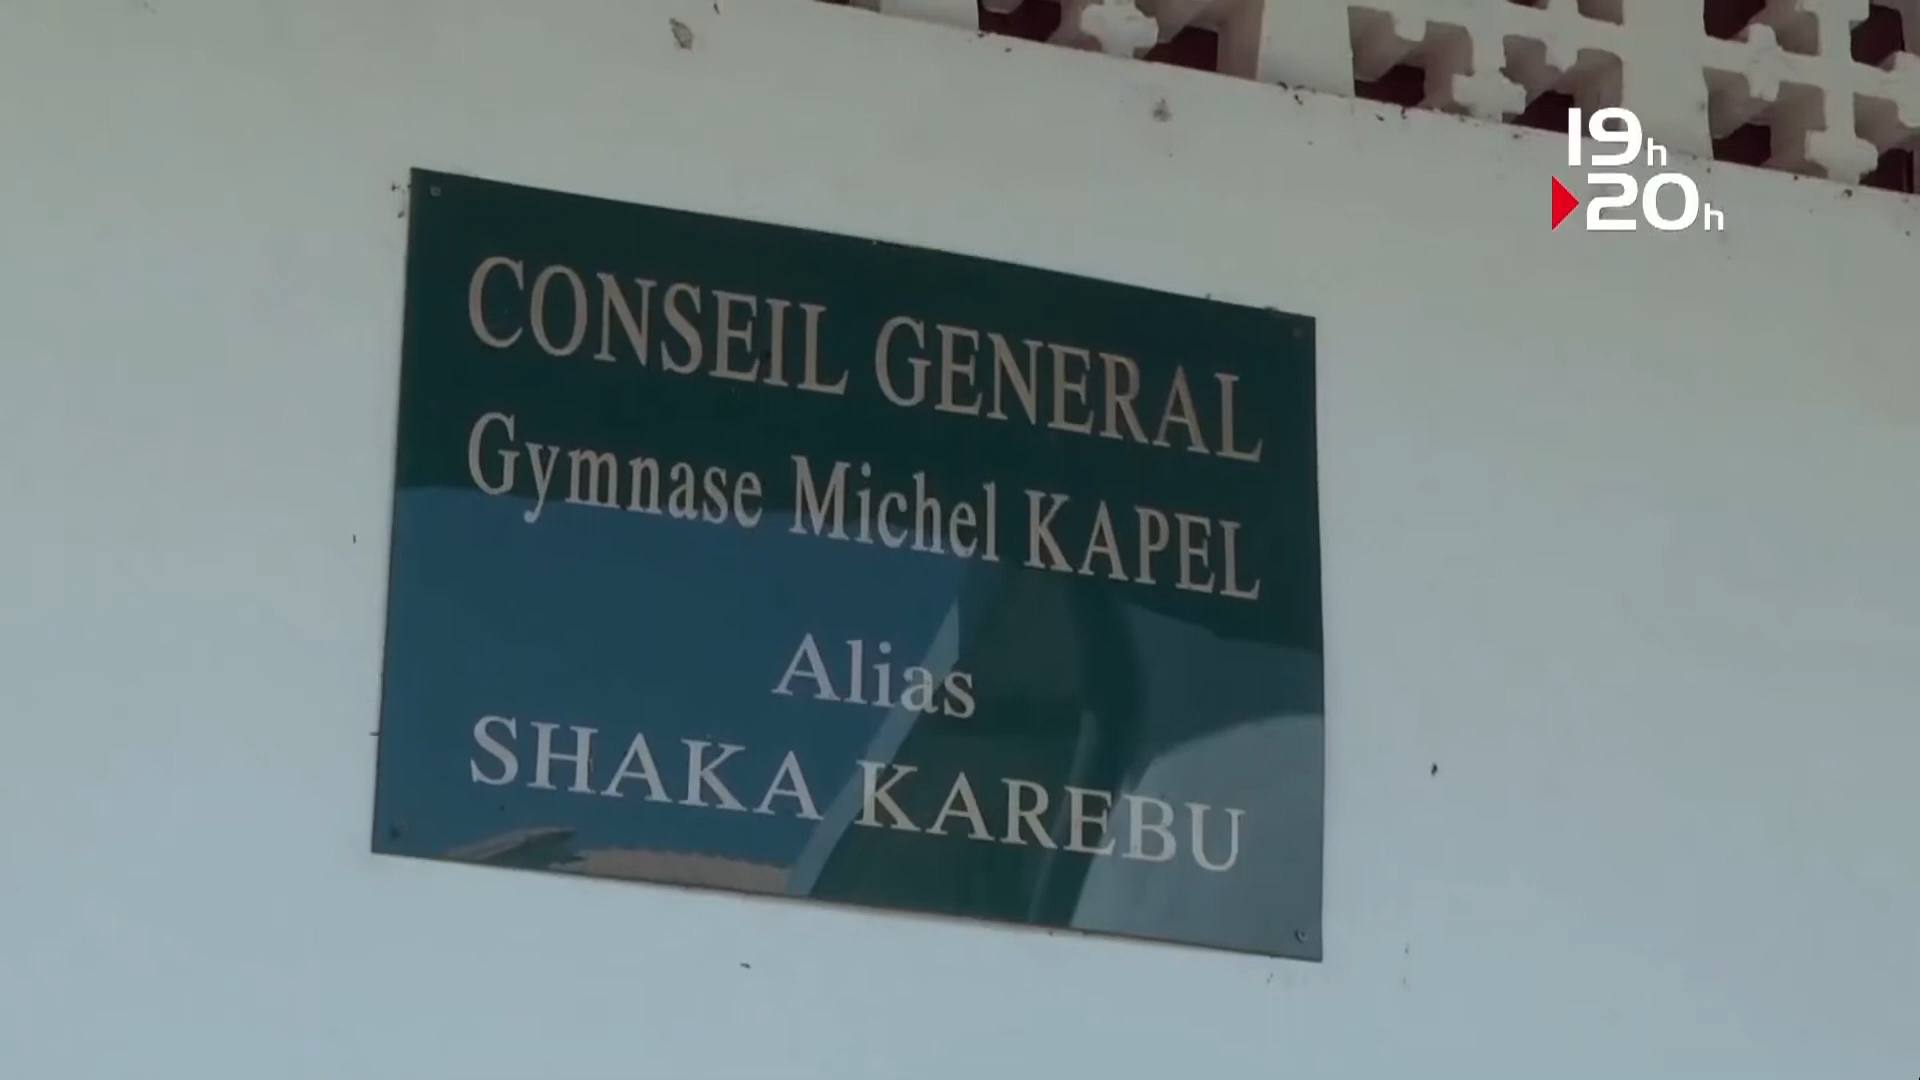 19h
20h
CONSEIL GENERAL
Gymnase Michel KAPEL
Alias
SHAKA KAREBU